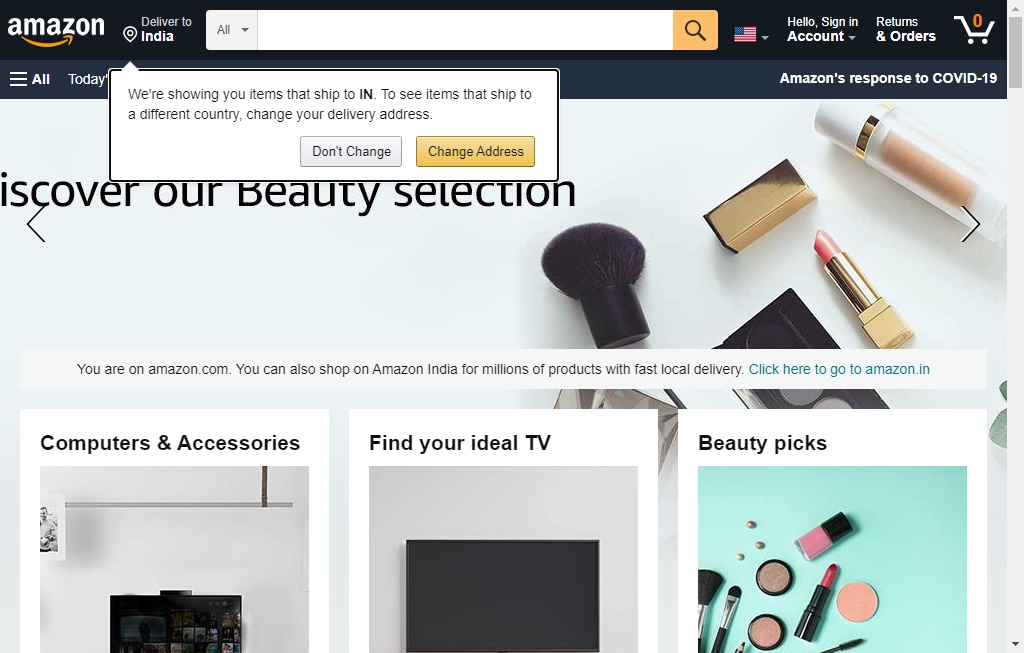 amazon
Deliver to
India
All
Hello, Sign in
Account
Returns
& Orders
0
All
Today'
Amazon's response to COVID-19
We're showing you items that ship to IN. To see items that ship to
a different country, change your delivery address.
Don't Change
Change Address
iscover our Beauty selection
You are on amazon.com. You can also shop on Amazon India for millions of products with fast local delivery. Click here to go to amazon.in
Computers & Accessories
Find your ideal TV
Beauty picks